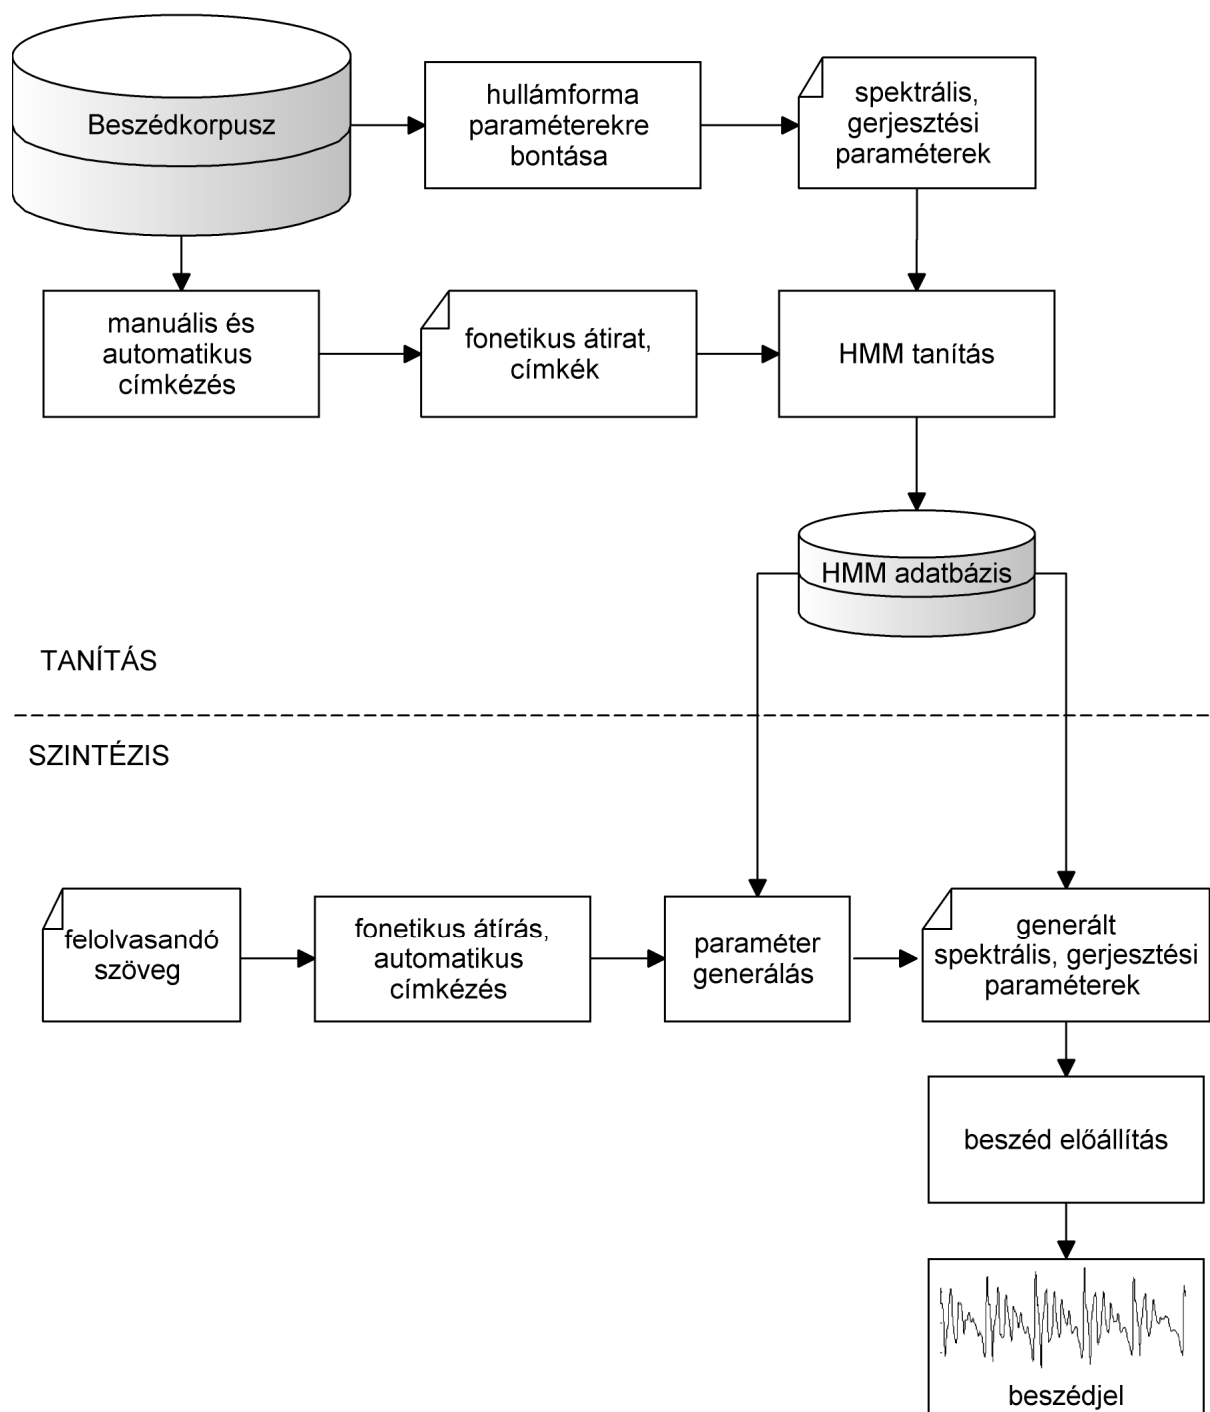 Beszédkorpusz
hullámforma
paraméterekre
bontása
spektrális,
gerjesztési
paraméterek
manuális és
automatikus
címkézés
fonetikus átirat,
címkék
HMM tanítás
HMM adatbázis
TANÍTÁS
SZINTÉZIS
felolvasandó
szöveg
fonetikus átírás,
automatikus
címkézés
paraméter
generálás
generált
spektrális, gerjesztési
paraméterek
beszéd előállítás
beszédjel